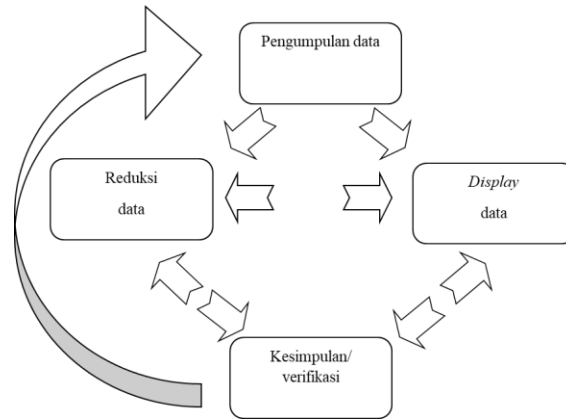 Pengumpulan data
Reduksi
data
Display
data
Kesimpulan/
verifikasi